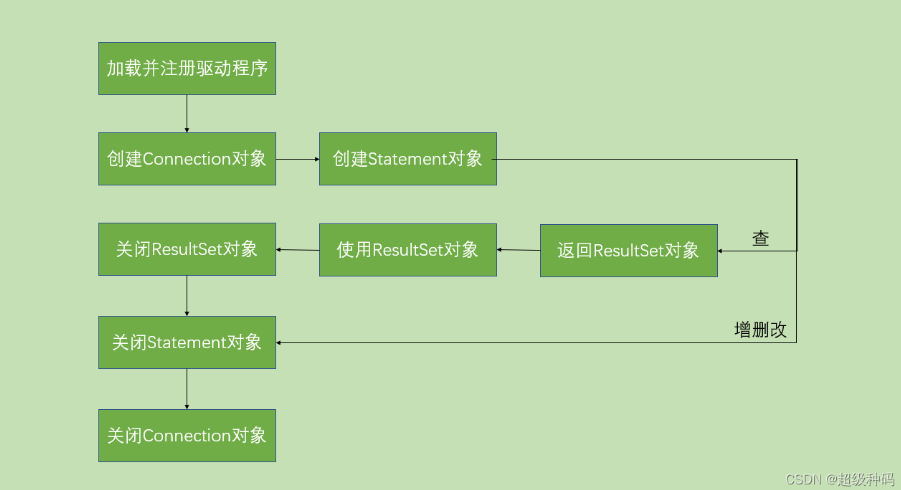 加载并注册驱动程序
创建Connection对象
创建Statement对象
关闭ResultSet对象
使用ResultSet对象
返回ResultSet对象
查
增删改
关闭Statement对象
关闭Connection对象
CSDN @超级种码